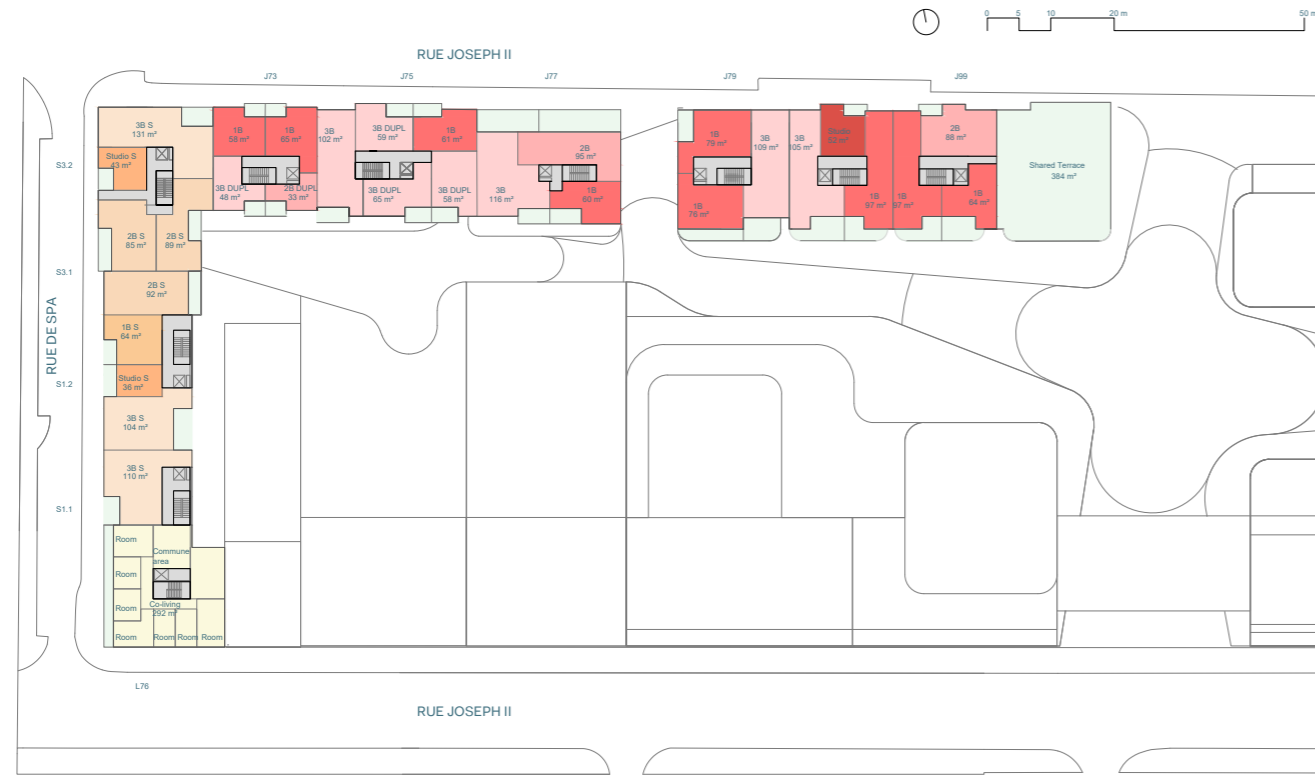 0 5 10 20 m 50 m
RUE JOSEPH II
J73 J75 J77 J79 J99
3B S
131 m²
Studio S
43 m²
1B
58 m²
1B
65 m²
3B
102 m²
3B DUPL
59 m²
1B
61 m²
3B DUPL
48 m²
2B DUPL
33 m²
3B DUPL
65 m²
3B DUPL
58 m²
3B
116 m²
2B
95 m²
1B
60 m²
1B
79 m²
1B
76 m²
3B
109 m²
3B
105 m²
Studio
1B
97 m²
1B
97 m²
2B
88 m²
1B
64 m²
Shared Terrace
384 m²
S3.2
2B S
85 m²
2B S
89 m²
S3.1
2B S
92 m²
RUE DE SPA
1B S
64 m²
S1.2
Studio S
36 m²
3B S
104 m²
3B S
110 m²
S1.1
Room
Commune
area
Room
Room
Co-living
292 m²
Room Room Room Room
L76
RUE JOSEPH II